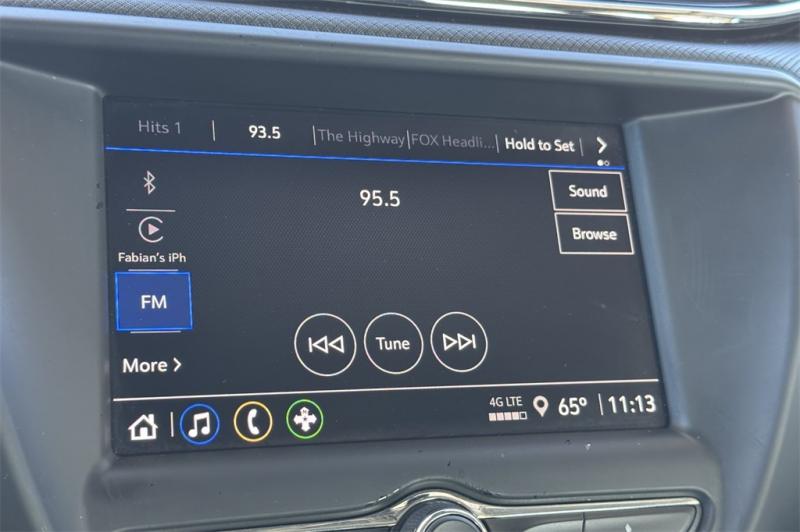 Hits 1 | 93.5 | The Highway | FOX Headli... | Hold to Set |
95.5
Sound
Browse
Fabian's iPh
FM
Tune
More
4G LTE 65° 11:13